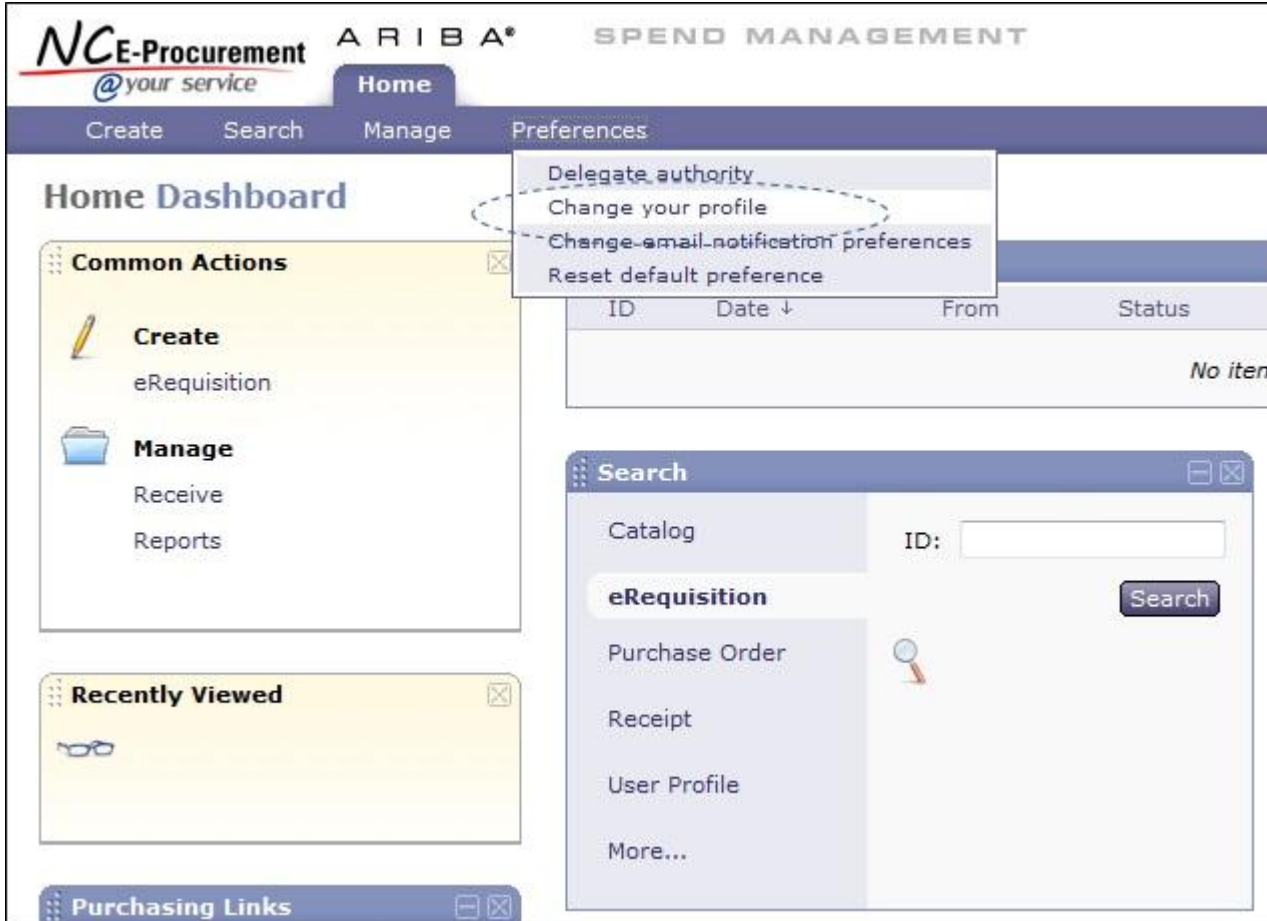 NCE-Procurement
@your service
ARIBA® SPEND MANAGEMENT
Home
Create Search Manage Preferences
Delegate authority
Change your profile
Change email notification preferences
Reset default preference
Home Dashboard
Common Actions
Create
eRequisition
Manage
Receive
Reports
Recently Viewed
Purchasing Links
ID Date ↓ From Status
No iten
Search
Catalog
eRequisition
Purchase Order
Receipt
User Profile
More...
ID:
Search